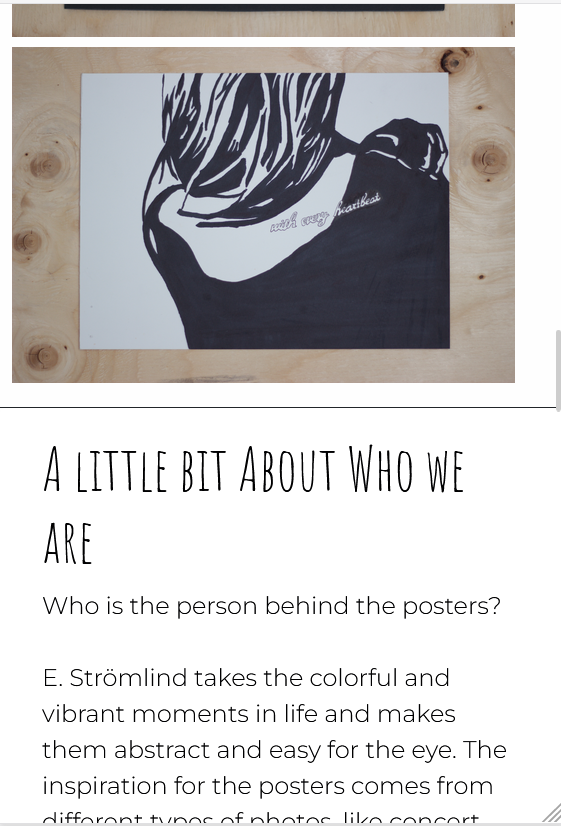 with every heartbeat
A little bit About Who we
are
Who is the person behind the posters?
E. Strömlind takes the colorful and
vibrant moments in life and makes
them abstract and easy for the eye. The
inspiration for the posters comes from
different types of photos, like concert